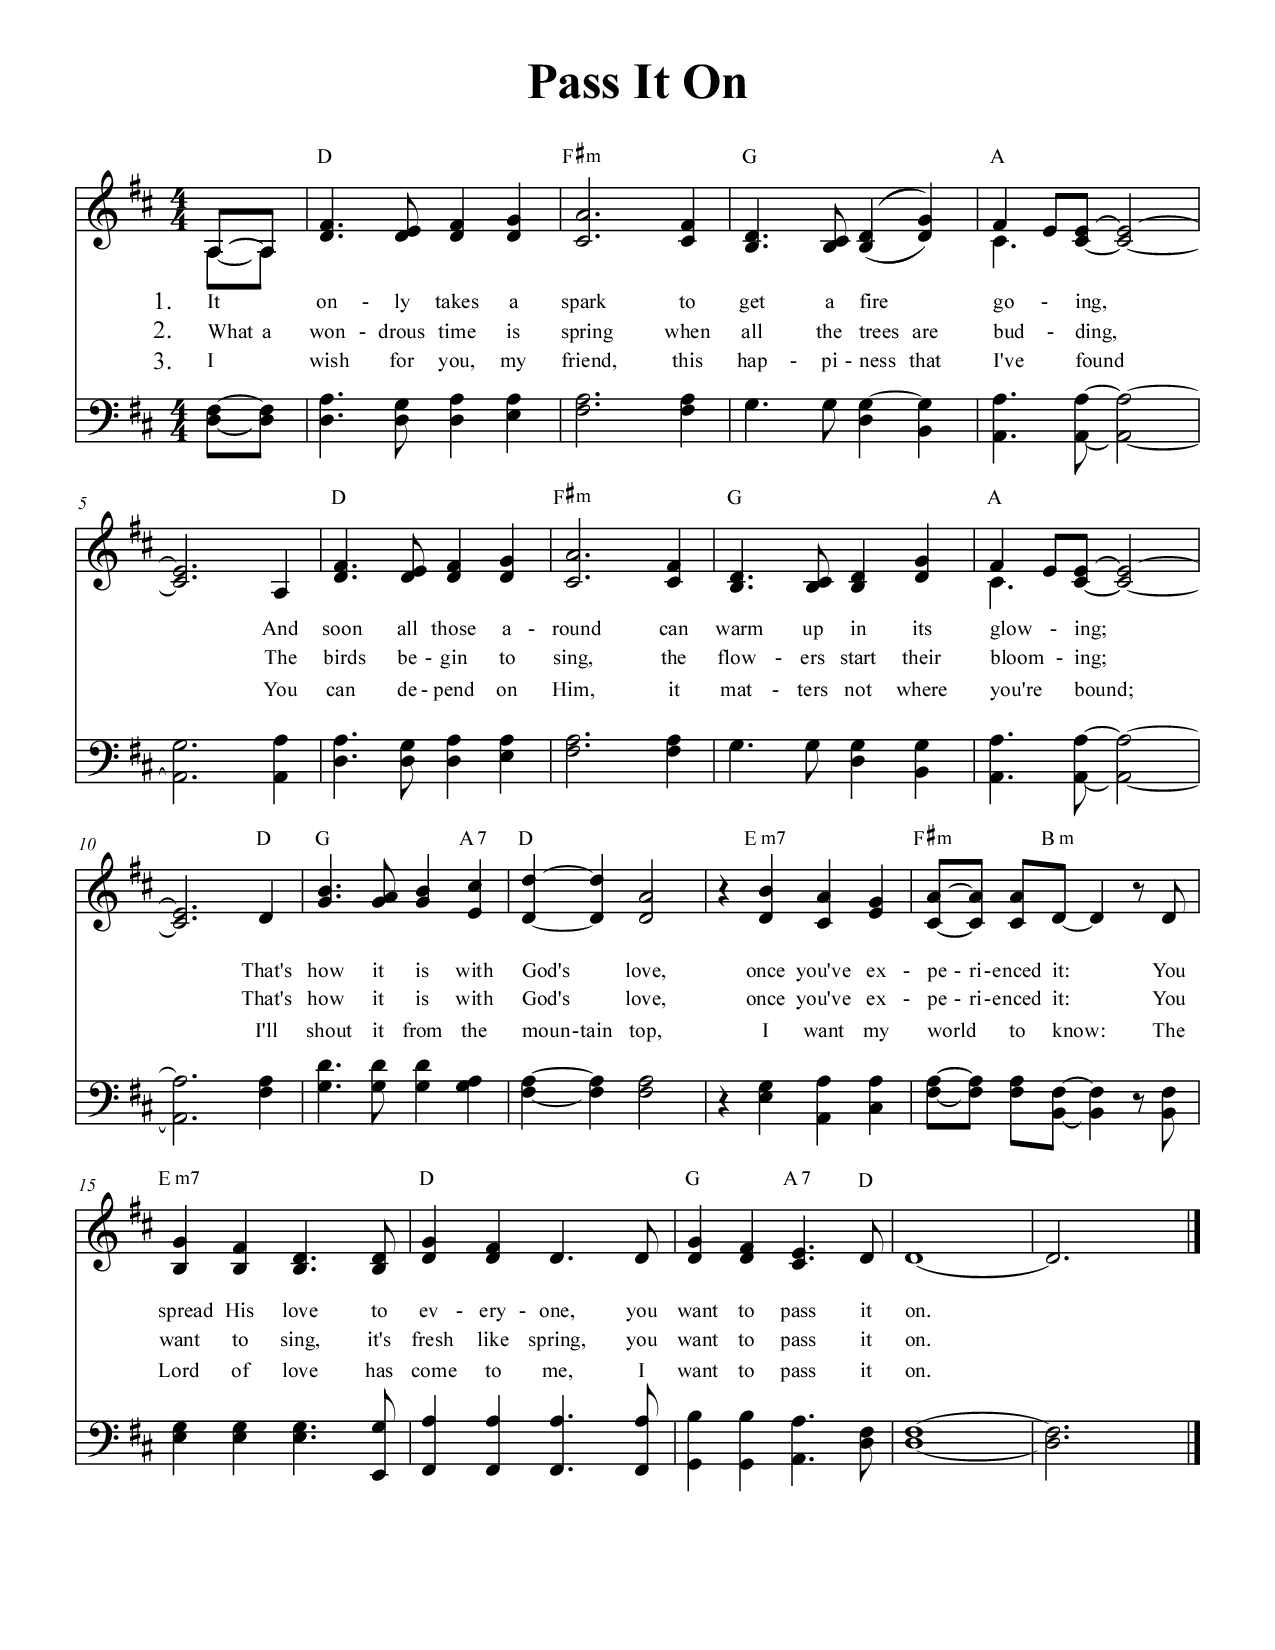 Pass It On
D F#m G A
1. It on - ly takes a spark to get a fire go - ing,
2. What a won - drous time is spring when all the trees are bud - ding,
3. I wish for you, my friend, this hap - pi - ness that I've found
5
D F#m G A
And soon all those a - round can warm up in its glow - ing;
The birds be - gin to sing, the flow - ers start their bloom - ing;
You can de - pend on Him, it mat - ters not where you're bound;
10
D G A7 D Em7 F#m Bm
That's how it is with God's love, once you've ex - pe - ri - enced it: You
That's how it is with God's love, once you've ex - pe - ri - enced it: You
I'll shout it from the moun - tain top, I want my world to know: The
15
Em7 D G A7 D
spread His love to ev - ery - one, you want to pass it on.
want to sing, it's fresh like spring, you want to pass it on.
Lord of love has come to me, I want to pass it on.